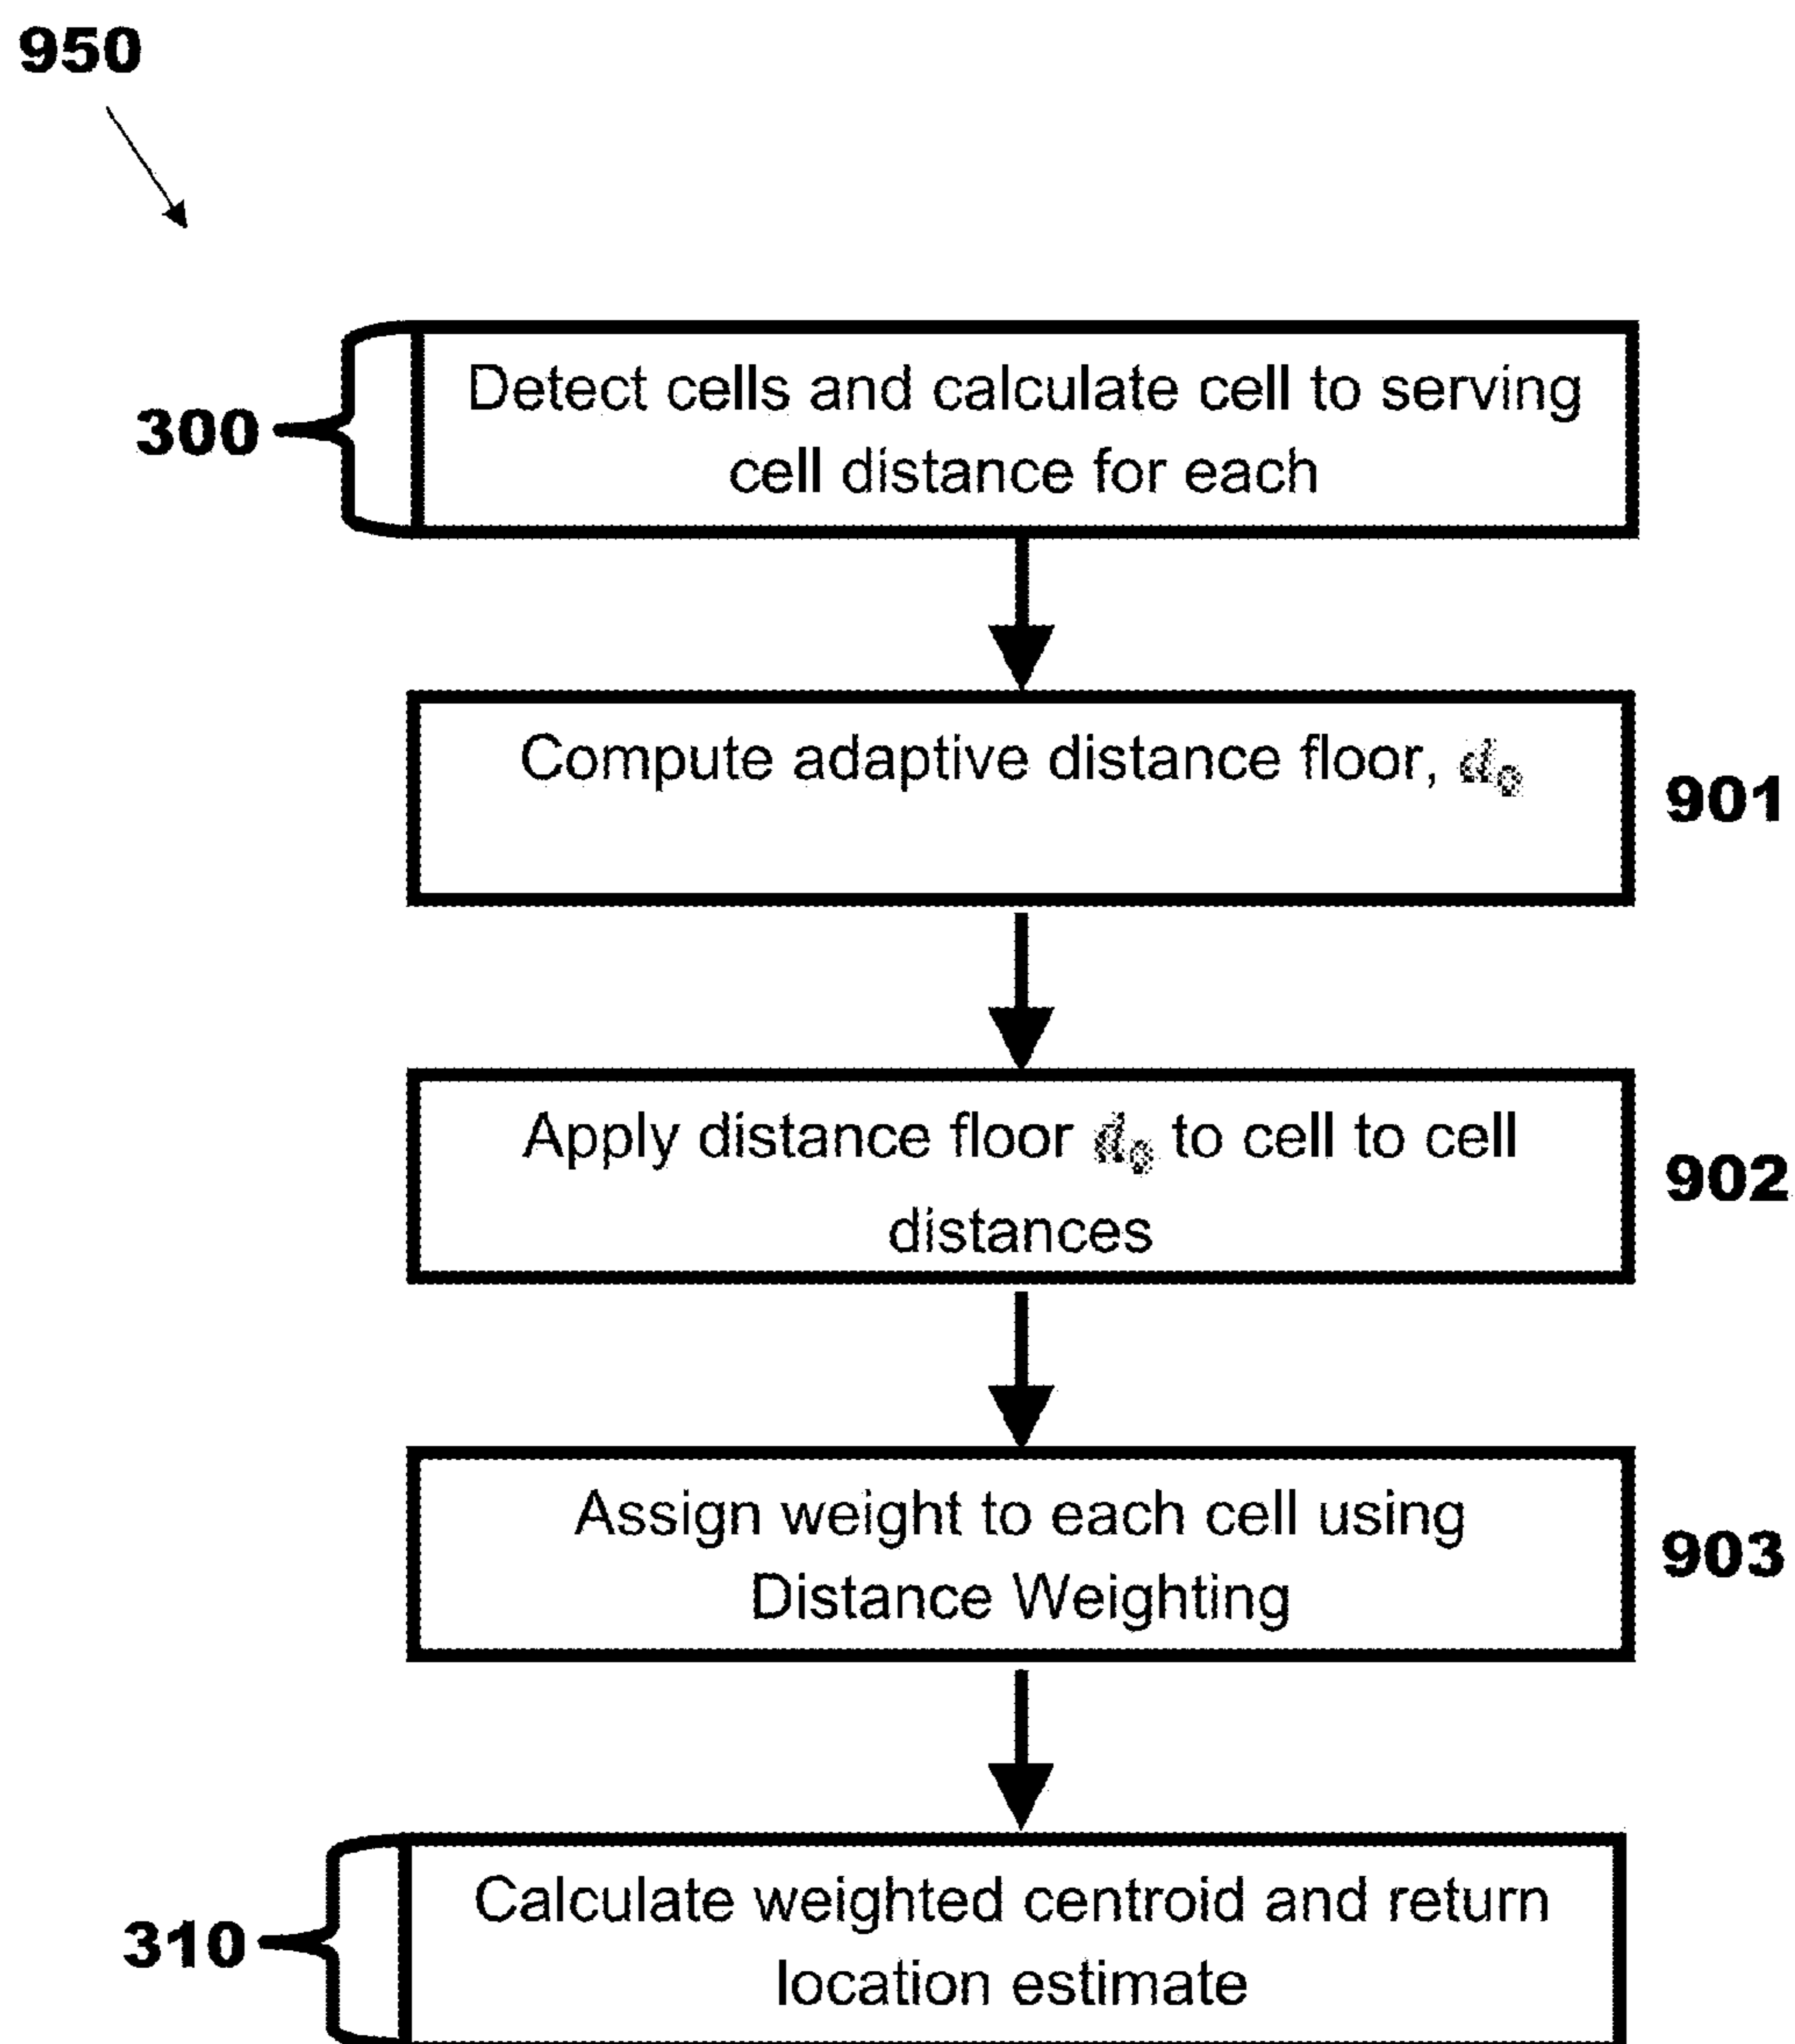 950
300
Detect cells and calculate cell to serving
cell distance for each
Compute adaptive distance floor, d₀
901
Apply distance floor d₀ to cell to cell
distances
902
Assign weight to each cell using
Distance Weighting
903
310
Calculate weighted centroid and return
location estimate